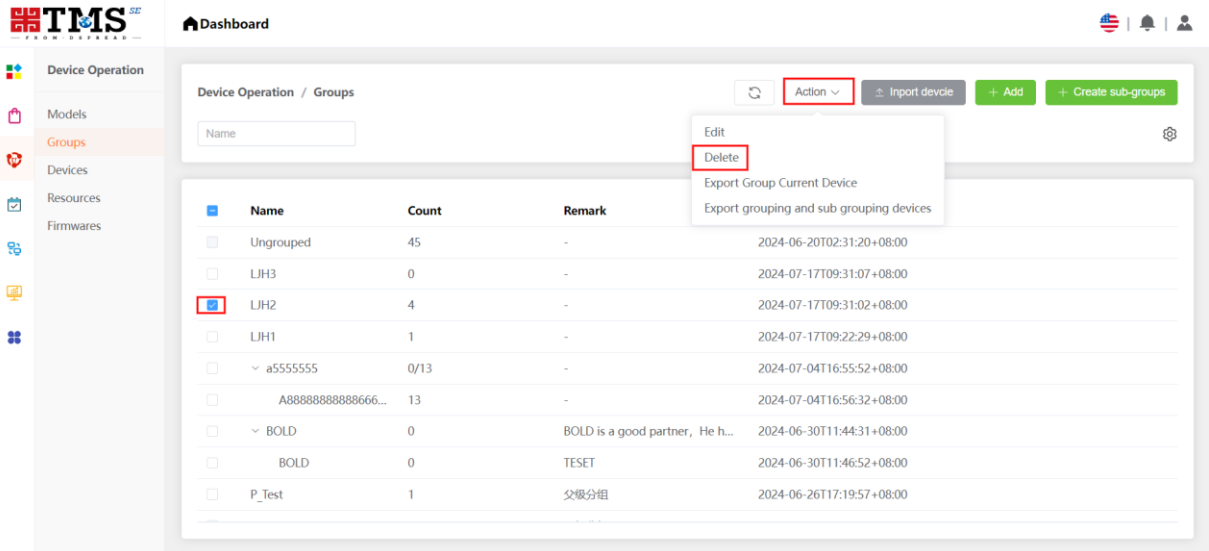 TMS SE
FROM·DSPREAD
Dashboard
Device Operation
Models
Groups
Devices
Resources
Firmwares
Device Operation / Groups
Action
Inport devcie
+ Add
+ Create sub-groups
Name
Edit
Delete
Export Group Current Device
Export grouping and sub grouping devices
Name Count Remark
Ungrouped 45 - 2024-06-20T02:31:20+08:00
LJH3 0 - 2024-07-17T09:31:07+08:00
LJH2 4 - 2024-07-17T09:31:02+08:00
LJH1 1 - 2024-07-17T09:22:29+08:00
a5555555 0/13 - 2024-07-04T16:55:52+08:00
A88888888888666... 13 - 2024-07-04T16:56:32+08:00
BOLD 0 BOLD is a good partner，He h... 2024-06-30T11:44:31+08:00
BOLD 0 TESET 2024-06-30T11:46:52+08:00
P_Test 1 父级分组 2024-06-26T17:19:57+08:00